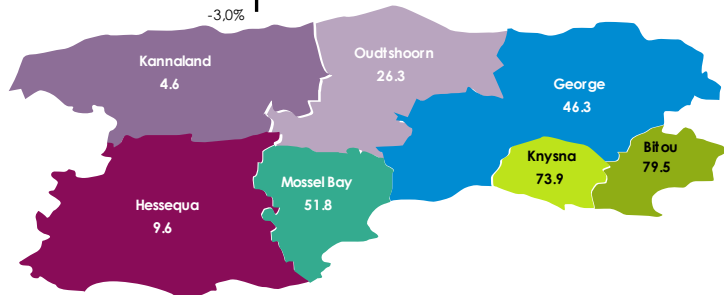 -3,0%
Kannaland
4.6
Oudtshoorn
26.3
George
46.3
Hessequa
9.6
Mossel Bay
51.8
Knysna
73.9
Bitou
79.5